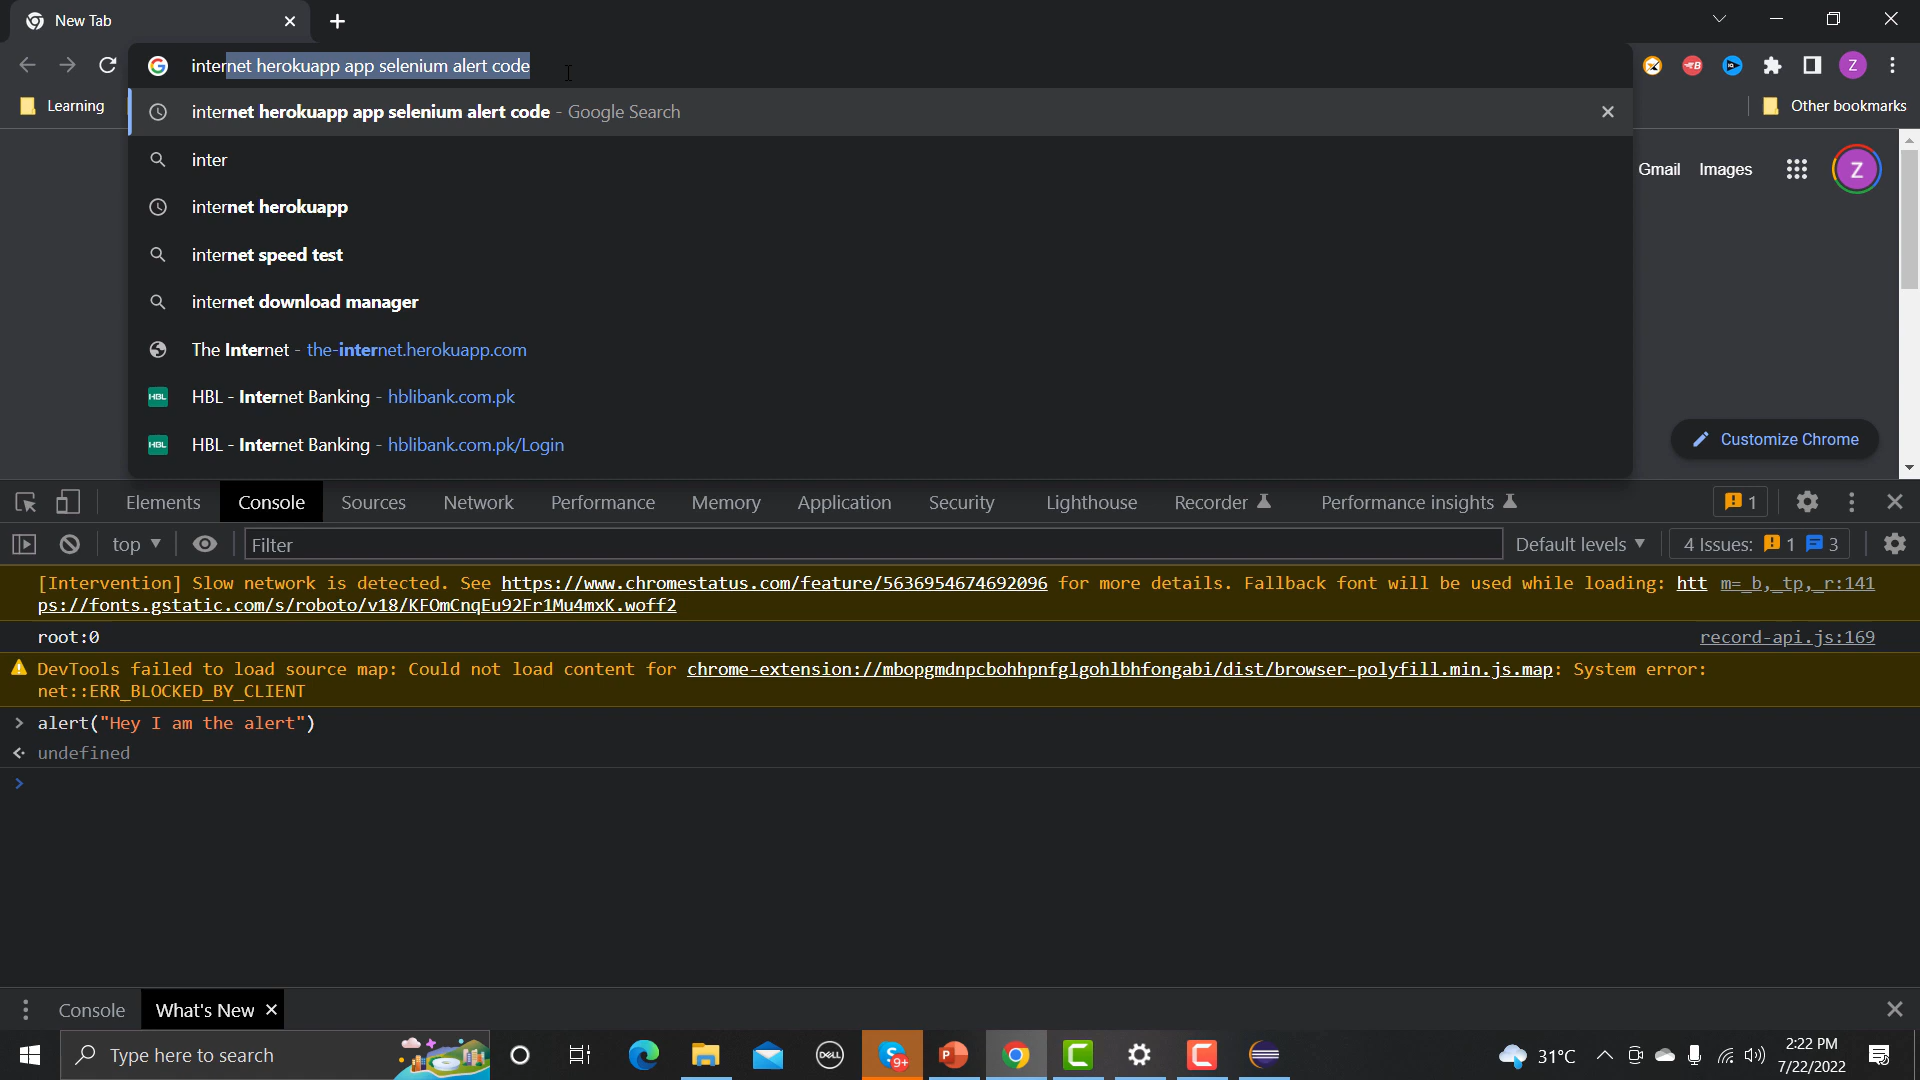 New Tab
internet herokuapp app selenium alert code
Learning
Other bookmarks
internet herokuapp app selenium alert code - Google Search
inter
internet herokuapp
internet speed test
internet download manager
The Internet - the-internet.herokuapp.com
HBL HBL - Internet Banking - hblibank.com.pk
HBL HBL - Internet Banking - hblibank.com.pk/Login
Gmail Images Z
Z
Customize Chrome
Elements Console Sources Network Performance Memory Application Security Lighthouse Recorder Performance insights 1
top Filter Default levels 4 Issues: 1 3
[Intervention] Slow network is detected. See https://www.chromestatus.com/feature/5636954674692096 for more details. Fallback font will be used while loading: htt m=_b,_tp,_r:141
ps://fonts.gstatic.com/s/roboto/v18/KFOmCnqEu92Fr1Mu4mxK.woff2
root:0 record-api.js:169
DevTools failed to load source map: Could not load content for chrome-extension://mbopgmdnpcbohhpnfglgohlbhfongabi/dist/browser-polyfill.min.js.map: System error:
net::ERR_BLOCKED_BY_CLIENT
> alert("Hey I am the alert")
undefined
>
Console What's New
Type here to search
DELL
S 9+
P
31°C
2:22 PM
7/22/2022